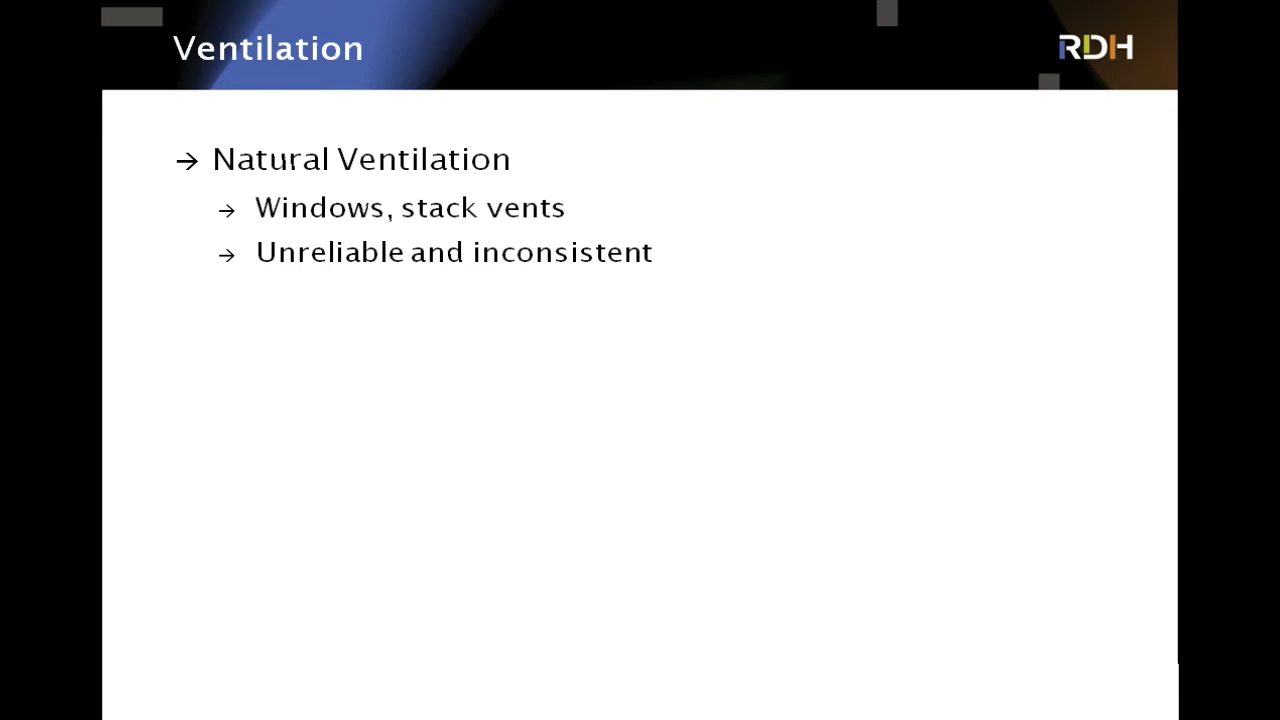 Ventilation
RDH
→ Natural Ventilation
→ Windows, stack vents
→ Unreliable and inconsistent